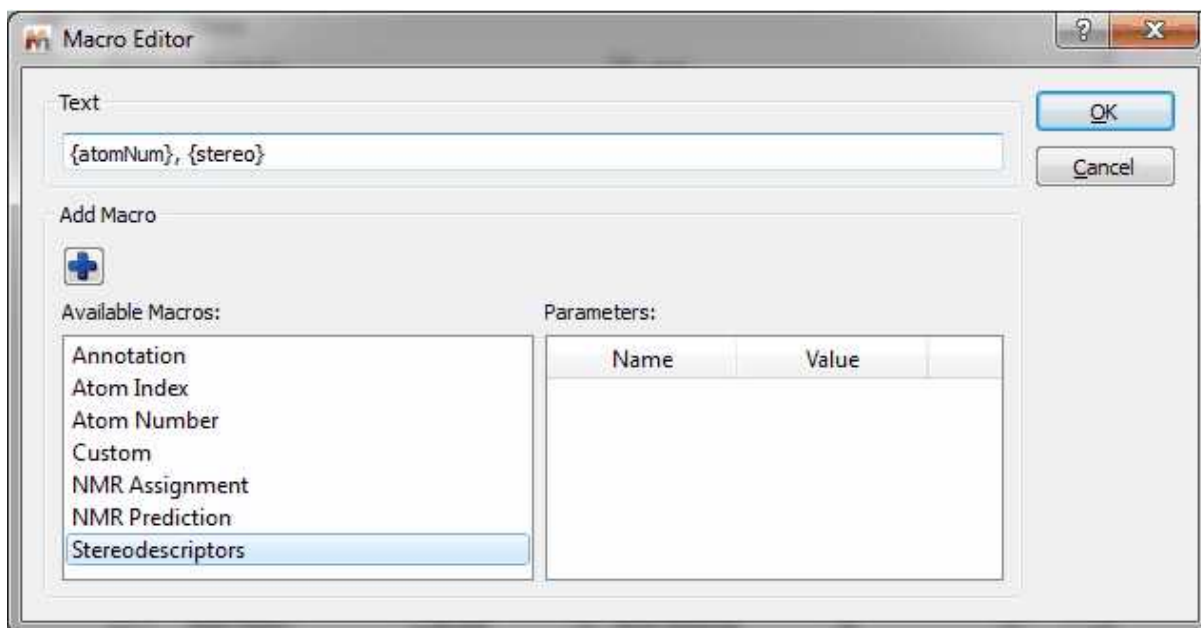 Macro Editor
Text
OK
{atomNum}, {stereo}
Cancel
Add Macro
Available Macros:
Parameters:
Annotation
Atom Index
Atom Number
Custom
NMR Assignment
NMR Prediction
Stereodescriptors
Name Value